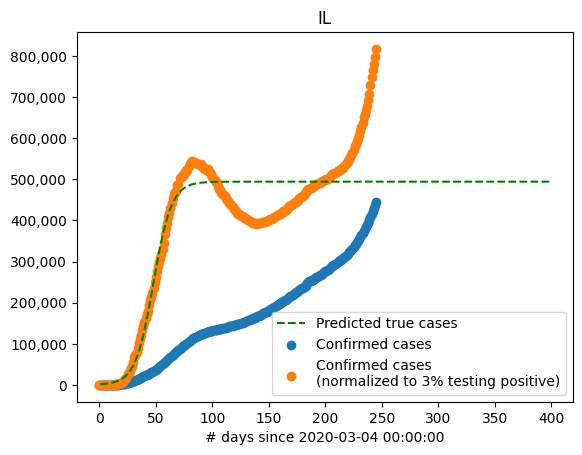 IL
800,000
700,000
600,000
500,000
400,000
300,000
200,000
100,000
0
Predicted true cases
Confirmed cases
Confirmed cases
(normalized to 3% testing positive)
0 50 100 150 200 250 300 350 400
# days since 2020-03-04 00:00:00